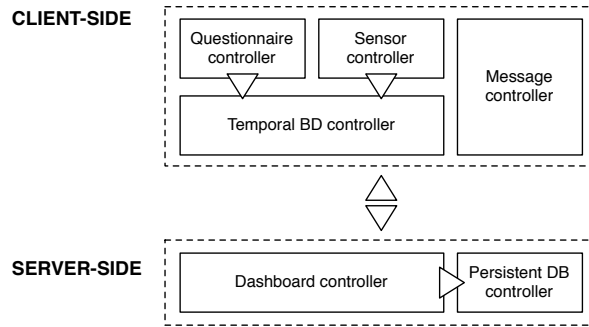 CLIENT-SIDE
Questionnaire
controller
Sensor
controller
Message
controller
Temporal BD controller
SERVER-SIDE
Dashboard controller
Persistent DB
controller